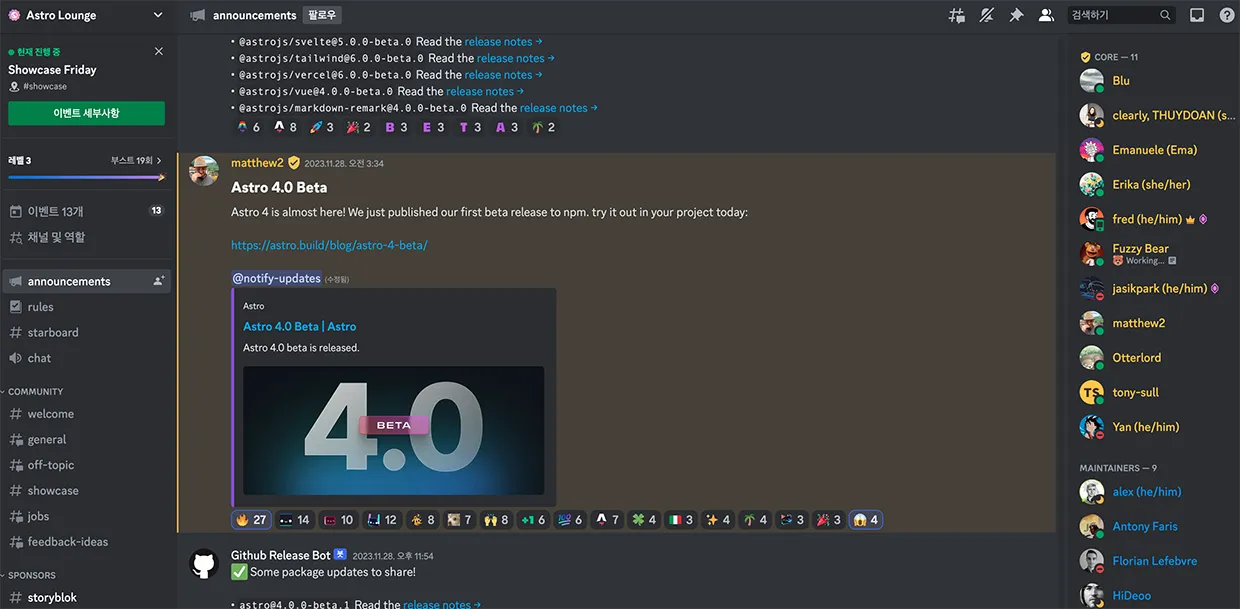 Astro Lounge
현재 진행 중
Showcase Friday
#showcase
이벤트 세부사항
레벨 3
부스트 19회
이벤트 13개
13
채널 및 역할
announcements
rules
starboard
chat
COMMUNITY
welcome
general
off-topic
showcase
jobs
feedback-ideas
SPONSORS
storyblok
announcements
팔로우
검색하기
• @astrojs/svelte@5.0.0-beta.0 Read the release notes →
• @astrojs/tailwind@6.0.0-beta.0 Read the release notes →
• @astrojs/vercel@6.0.0-beta.0 Read the release notes →
• @astrojs/vue@4.0.0-beta.0 Read the release notes →
• @astrojs/markdown-remark@4.0.0-beta.0 Read the release notes →
6 8 3 2 B 3 E 3 T 3 A 3 2
matthew2 2023.11.28. 오전 3:34
Astro 4.0 Beta
Astro 4 is almost here! We just published our first beta release to npm. try it out in your project today:
https://astro.build/blog/astro-4-beta/
@notify-updates (수정됨)
Astro
Astro 4.0 Beta | Astro
Astro 4.0 beta is released.
4.0
BETA
27 14 10 12 8 7 8 +1 6 6 7 4 3 4 4 3 3 4
Github Release Bot 봇 2023.11.28. 오후 11:54
Some package updates to share!
• astro@4.0.0-beta.1 Read the release notes →
CORE — 11
Blu
clearly, THUYDOAN (s...
Emanuele (Ema)
Erika (she/her)
fred (he/him)
Fuzzy Bear
Working...
jasikpark (he/him)
matthew2
Otterlord
TS
tony-sull
Yan (he/him)
MAINTAINERS — 9
alex (he/him)
Antony Faris
Florian Lefebvre
HiDeoo